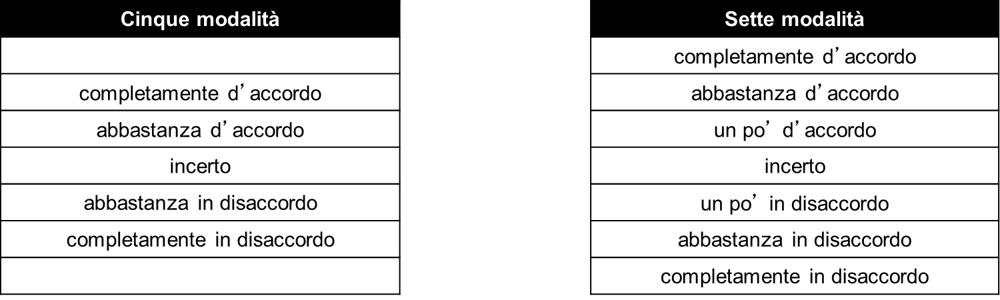 Cinque modalità
completamente d’accordo
abbastanza d’accordo
incerto
abbastanza in disaccordo
completamente in disaccordo
Sette modalità
completamente d’accordo
abbastanza d’accordo
un po’ d’accordo
incerto
un po’ in disaccordo
abbastanza in disaccordo
completamente in disaccordo